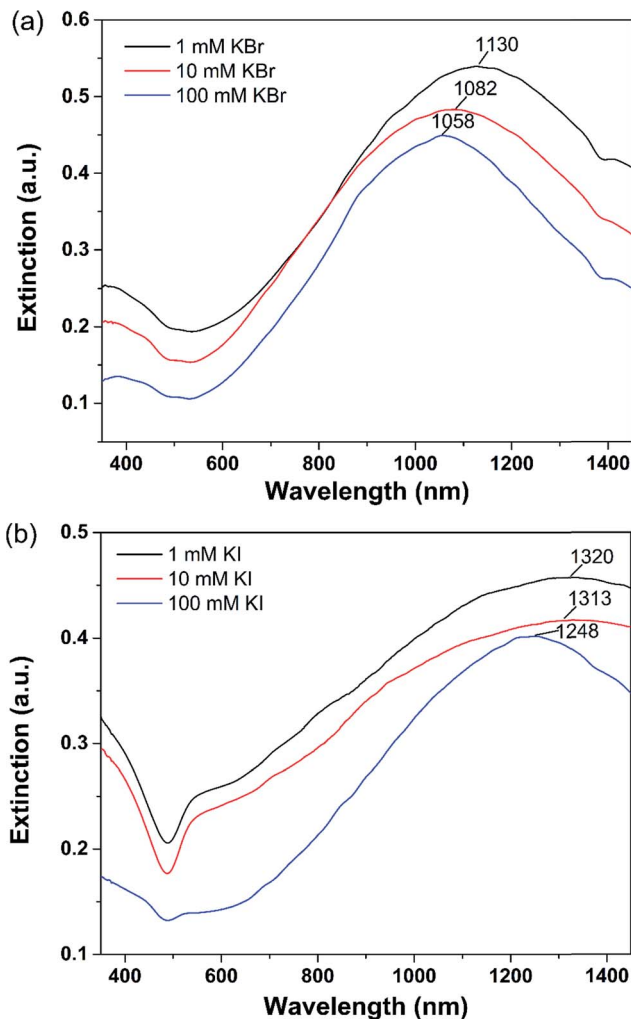 (a)
1 mM KBr
10 mM KBr
100 mM KBr
1130
1082
1058
0.6
0.5
0.4
0.3
0.2
0.1
Extinction (a.u.)
400 600 800 1000 1200 1400
Wavelength (nm)
(b)
1 mM KI
10 mM KI
100 mM KI
1320
1313
1248
0.5
0.4
0.3
0.2
0.1
Extinction (a.u.)
400 600 800 1000 1200 1400
Wavelength (nm)